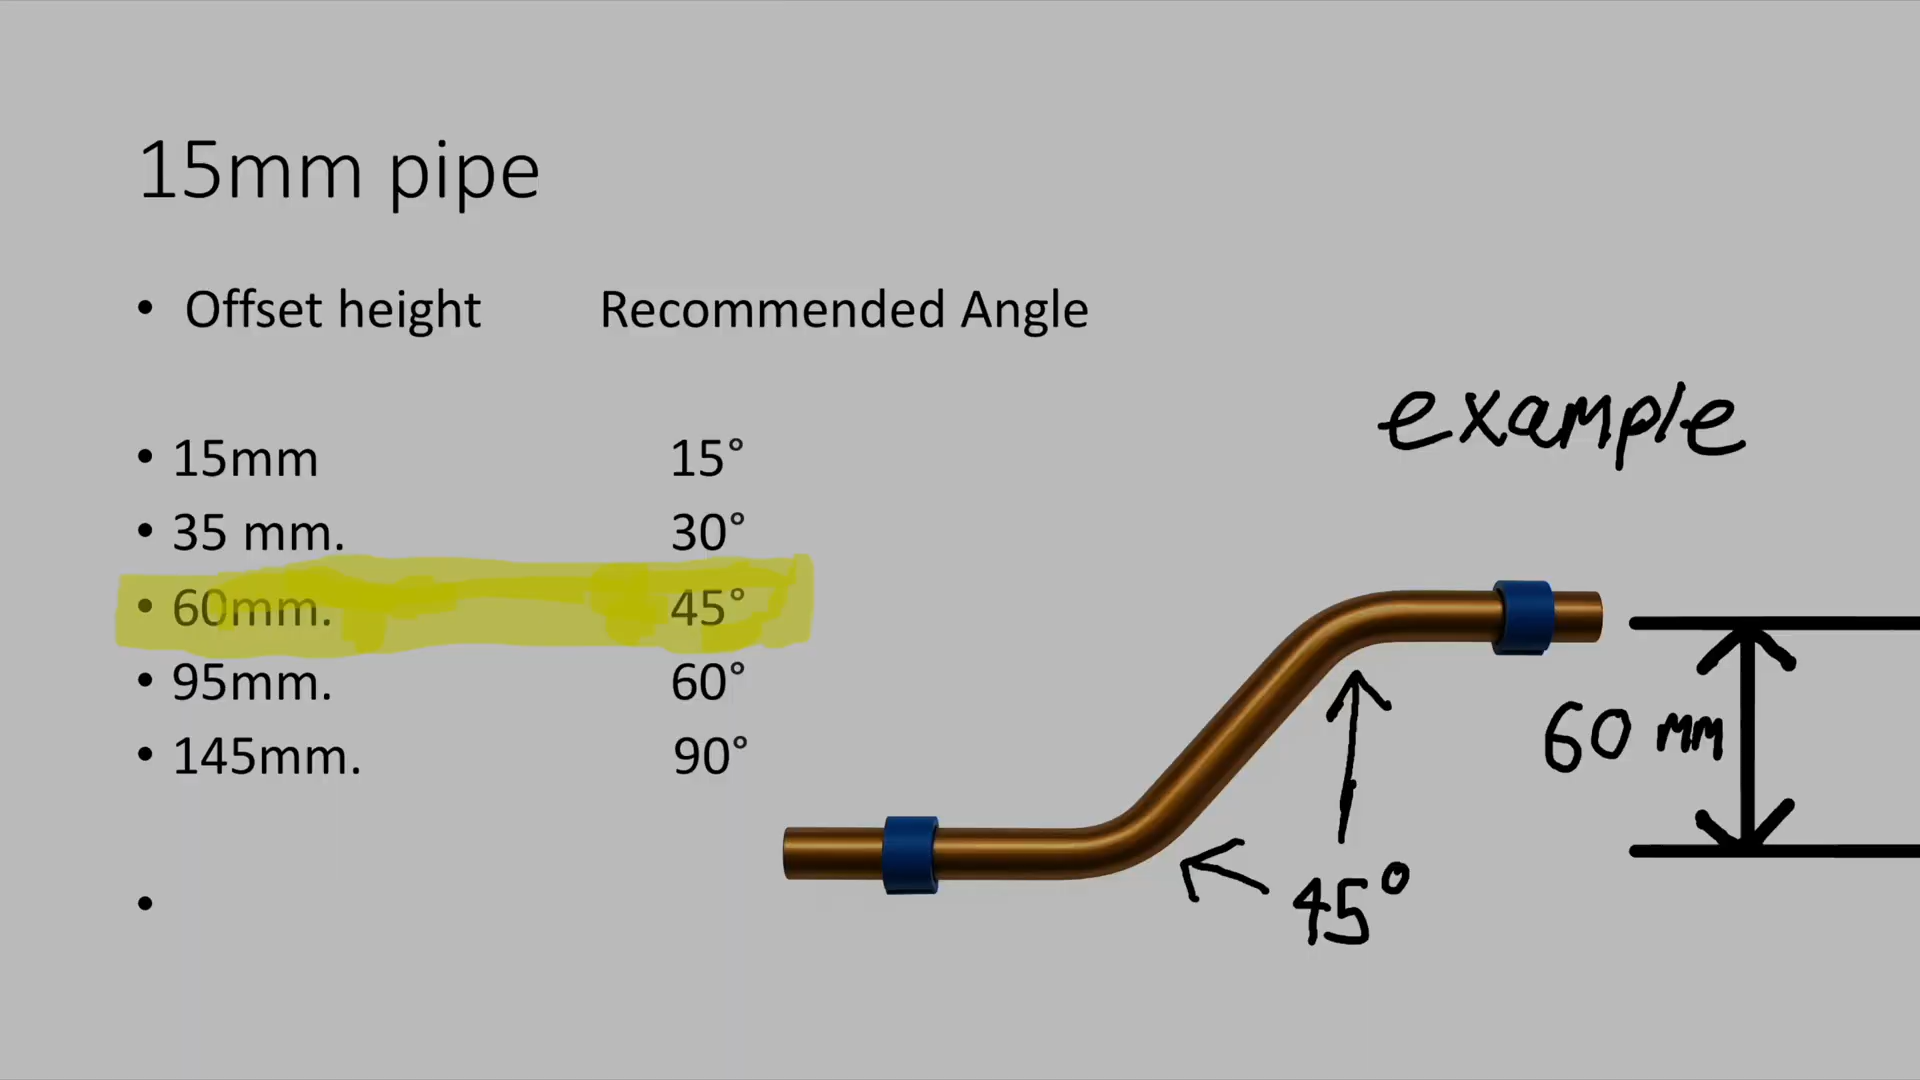 15mm pipe
• Offset height Recommended Angle
• 15mm 15°
• 35 mm. 30°
• 60mm. 45°
• 95mm. 60°
• 145mm. 90°
•
example
60 mm
45°